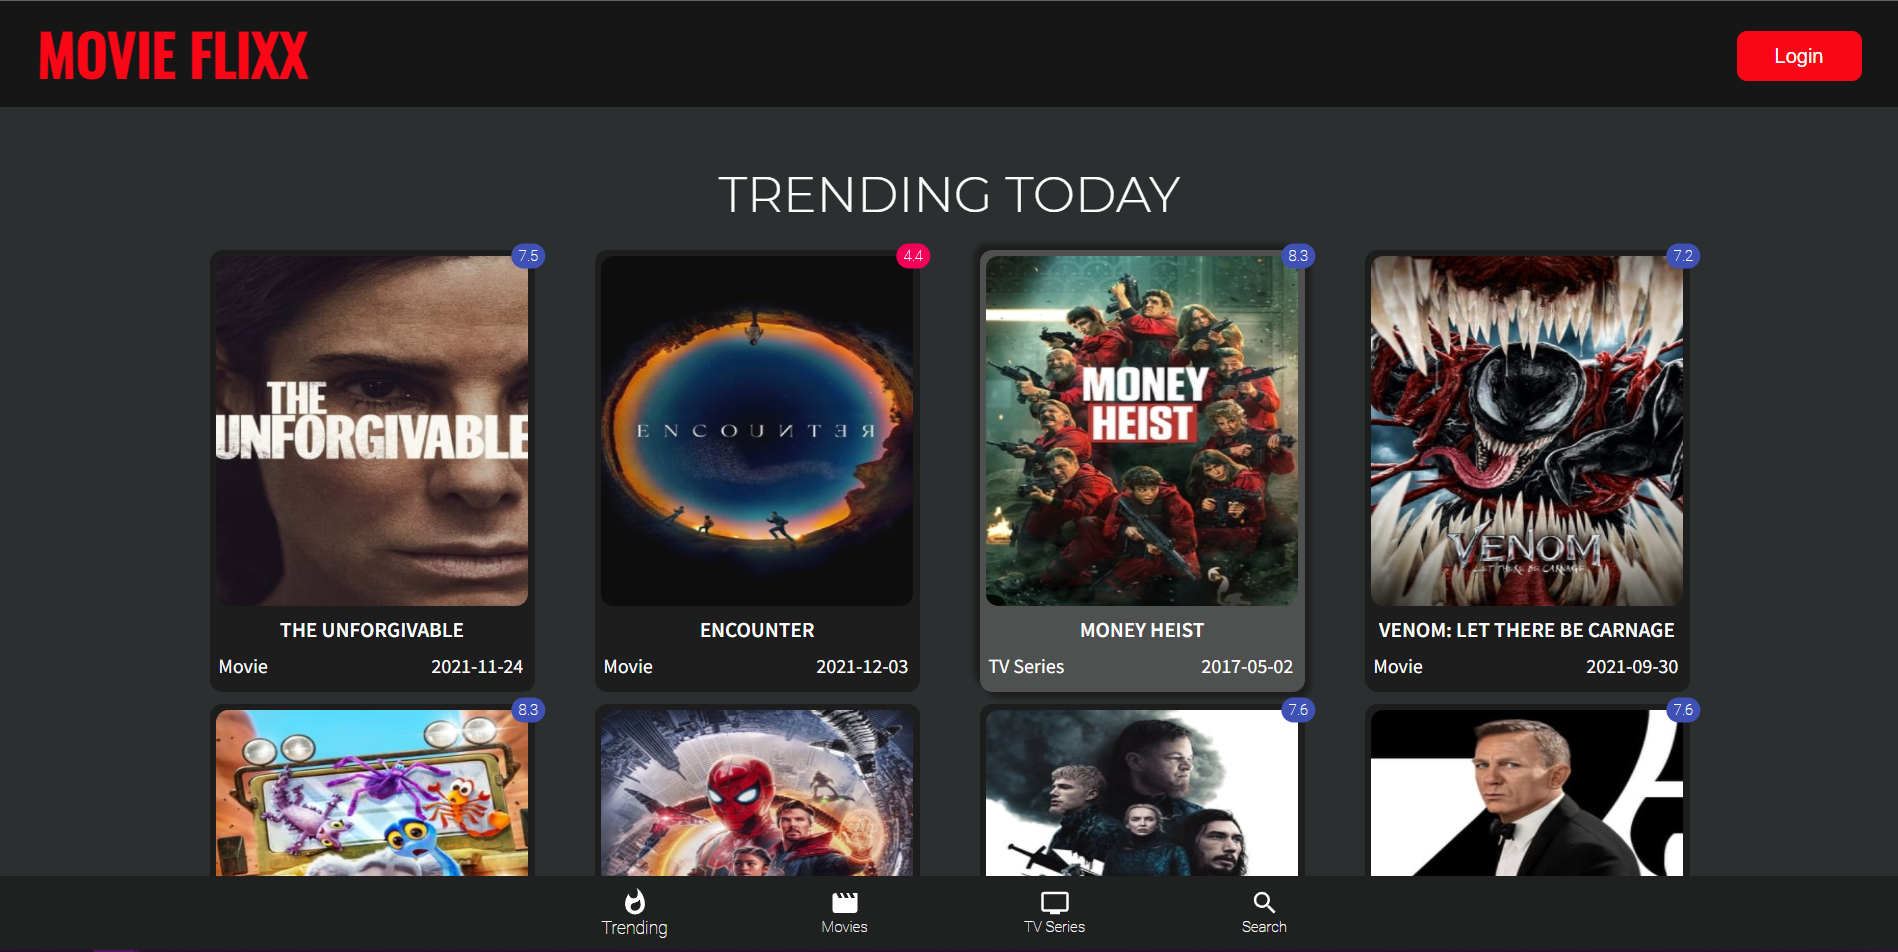 MOVIE FLIXX
Login
TRENDING TODAY
7.5
4.4
8.3
7.2
THE
UNFORGIVABLE
ENCOUИTEЯ
MONEY
HEIST
VENOM
LET THERE BE CARNAGE
THE UNFORGIVABLE
ENCOUNTER
MONEY HEIST
VENOM: LET THERE BE CARNAGE
Movie 2021-11-24
Movie 2021-12-03
TV Series 2017-05-02
Movie 2021-09-30
8.3
7.6
7.6
Trending
Movies
TV Series
Search